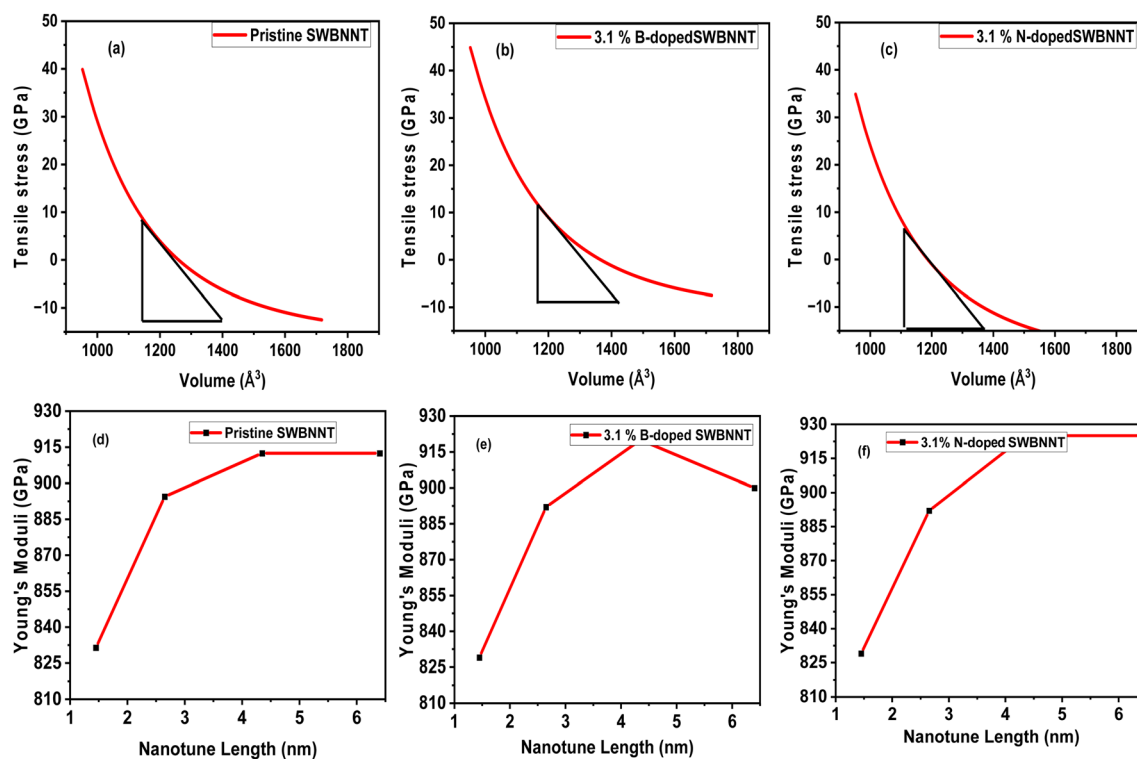 (a)
Pristine SWBNNT
Tensile stress (GPa)
50
40
30
20
10
0
−10
1000 1200 1400 1600 1800
Volume (Å³)
(b)
3.1 % B-dopedSWBNNT
Tensile stress (GPa)
50
40
30
20
10
0
−10
1000 1200 1400 1600 1800
Volume (Å³)
(c)
3.1 % N-dopedSWBNNT
Tensile stress (GPa)
50
40
30
20
10
0
−10
1000 1200 1400 1600 1800
Volume (Å³)
(d)
Pristine SWBNNT
Young's Moduli (GPa)
930
915
900
885
870
855
840
825
810
1 2 3 4 5 6
Nanotune Length (nm)
(e)
3.1 % B-doped SWBNNT
Young's Moduli (GPa)
930
915
900
885
870
855
840
825
810
1 2 3 4 5 6
Nanotune Length (nm)
(f)
3.1% N-doped SWBNNT
Young's Moduli (GPa)
930
915
900
885
870
855
840
825
810
1 2 3 4 5 6
Nanotune Length (nm)